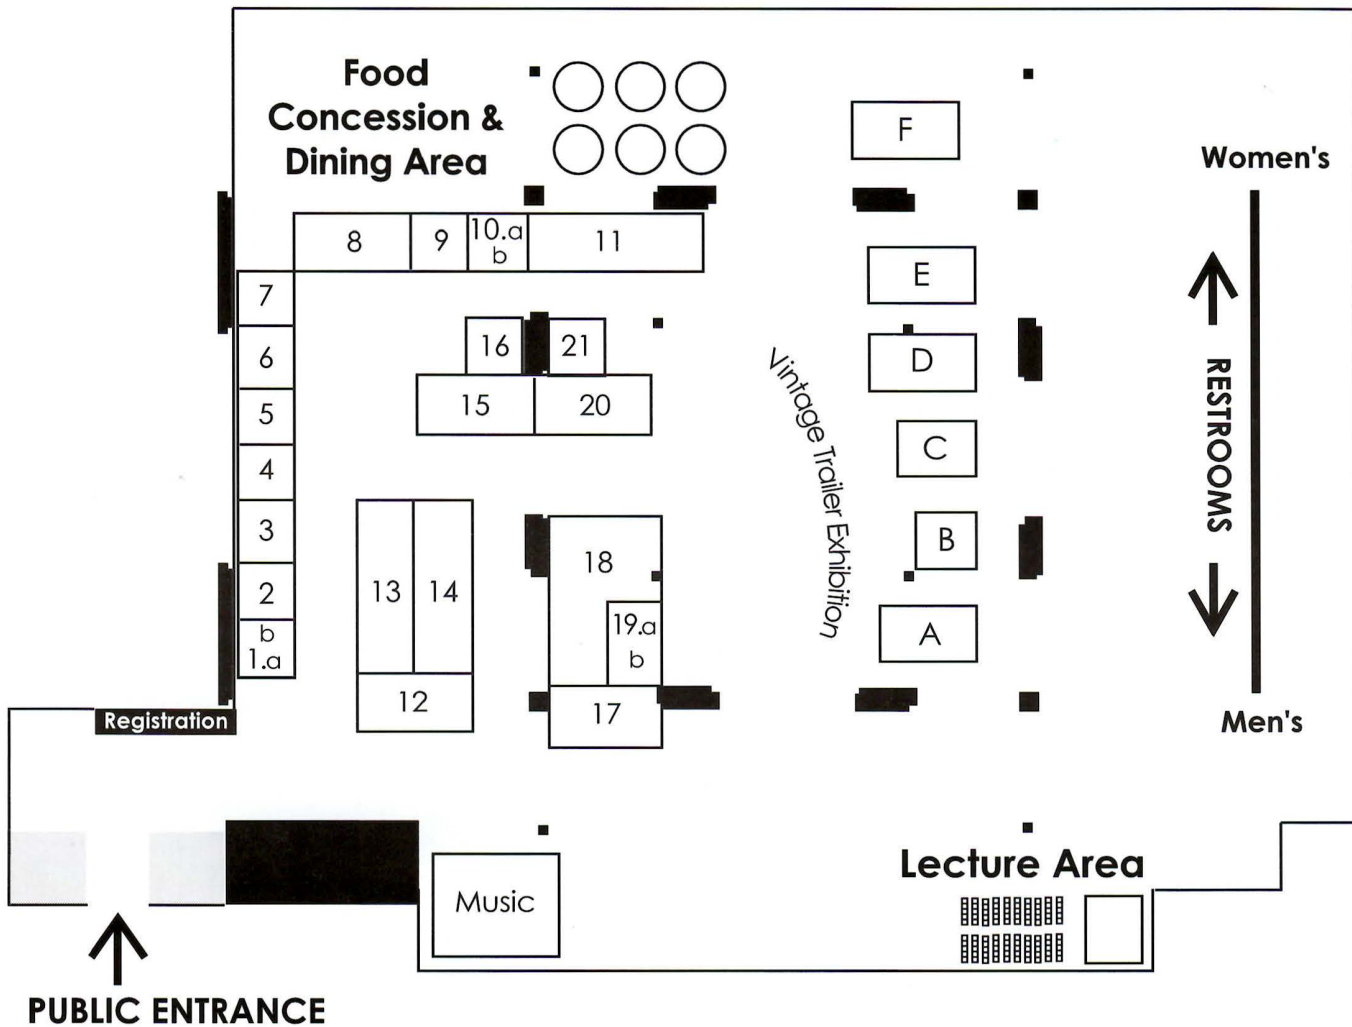 Food
Concession &
Dining Area
F
Women's
8
9
10.a
b
11
E
7
16
21
D
6
15
20
Vintage Trailer Exhibition
RESTROOMS
5
C
4
3
13
14
18
B
2
19.a
b
A
b
1.a
12
17
Registration
Men's
Music
Lecture Area
PUBLIC ENTRANCE